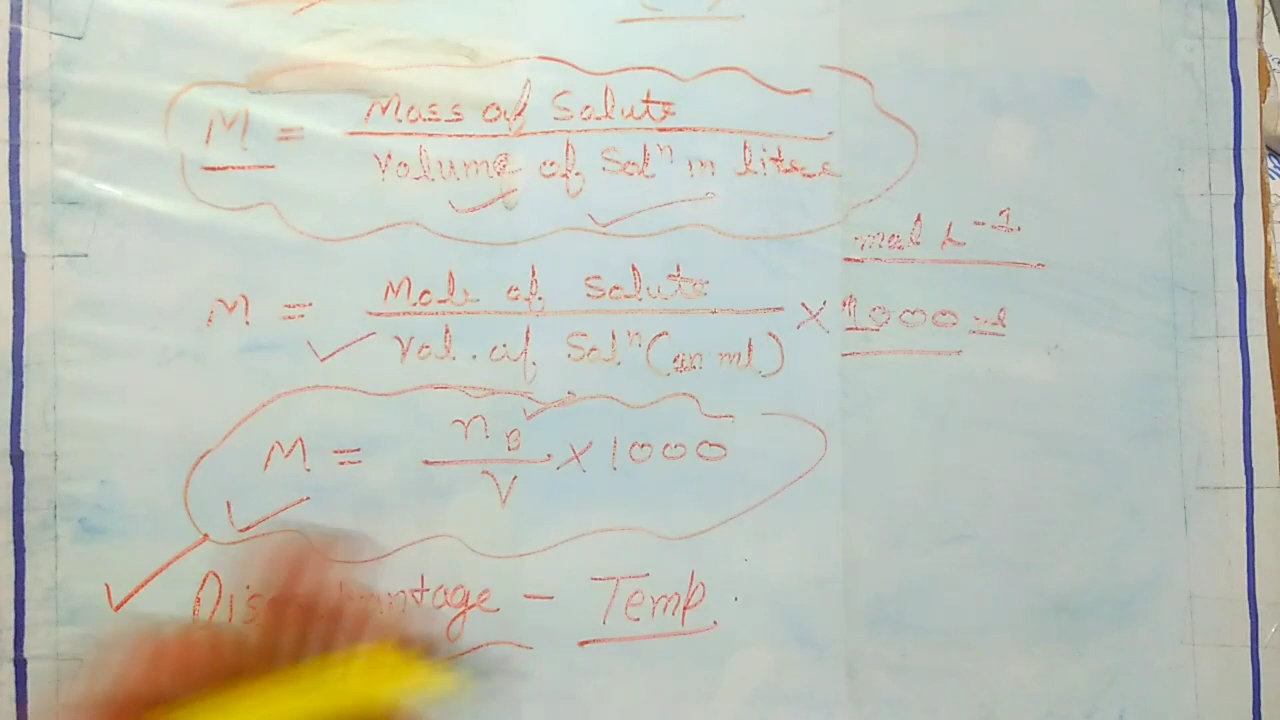 M = Mass of Solute / Volume of Solⁿ in litre
mol L⁻¹
M = Mole of Solute / Vol. of Solⁿ (in ml) × 1000 ml
M = n_B / V × 1000
Disadvantage - Temp.